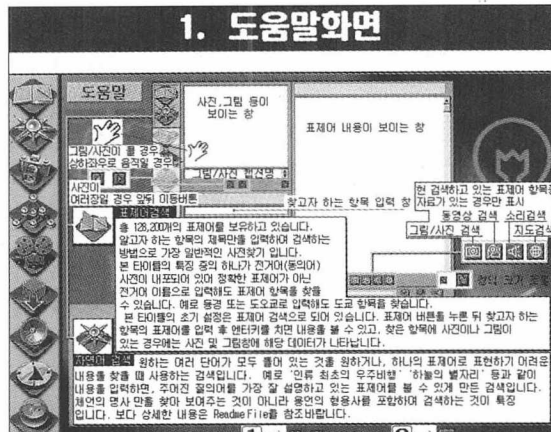 1. 도움말화면
도움말
사진,그림 등이
보이는 창
표제어 내용이 보이는 창
그림/사진이 클 경우
상하좌우로 움직일 경우
그림/사진 캡션명
사진이
여러장일 경우 앞뒤 이동버튼
찾고자 하는 항목 입력 창
현 검색하고 있는 표제어 항목
자료가 있는 경우만 표시
동영상 검색 소리검색
그림/사진 검색 지도검색
표제어검색
총 128,200개의 표제어를 보유하고 있습니다.
알고자 하는 항목의 제목만을 입력하며 검색하는
방법으로 가장 일반적인 사전찾기 입니다.
본 타이틀의 특징 중의 하나가 전거어(동의어)
사전이 내포되어 있어 정확한 표제어가 아닌
전거어 이름으로 입력해도 표제어 항목을 찾을
수 있습니다. 예로 동경 또는 도오쿄로 입력해도 도쿄 항목을 찾습니다.
본 타이틀의 초기 설정은 표제어 검색으로 되어 있습니다. 표제어 버튼을 누른 뒤 찾고자 하는
항목의 표제어를 입력 후 엔터키를 치면 내용을 볼 수 있고, 찾은 항목에 사진이나 그림이
있는 경우에는 사진 및 그림창에 해당 데이터가 나타납니다.
자연어 검색 원하는 여러 단어가 모두 들어 있는 것을 원하거나, 하나의 표제어로 표현하기 어려운
내용을 찾을 때 사용하는 검색입니다. 예로 '인류 최초의 우주비행' '하늘의 별자리' 등과 같이
내용을 입력하면, 주어진 질의어를 가장 잘 설명하고 있는 표제어를 볼 수 있게 만든 검색입니다.
체언의 명사 만을 찾아 보여주는 것이 아니라 용언의 형용사를 포함하여 검색하는 것이 특징
입니다. 보다 상세한 내용은 Readme File을 참조바랍니다.